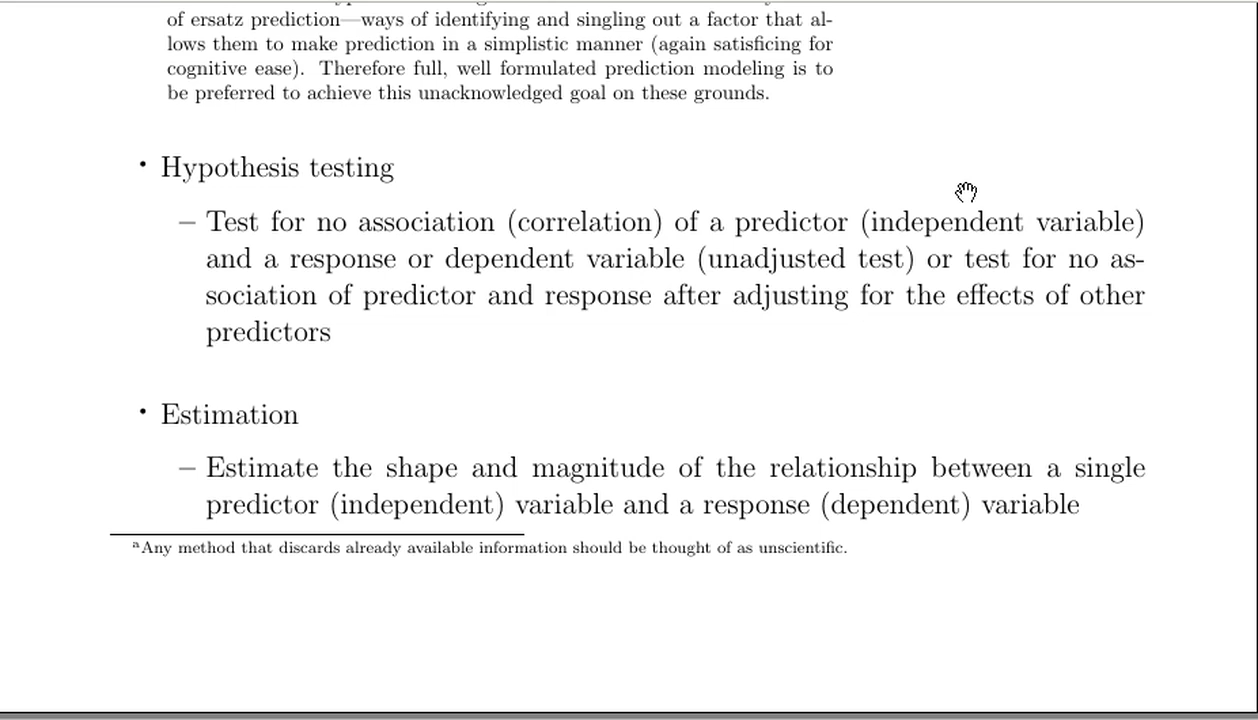 of ersatz prediction—ways of identifying and singling out a factor that al-
lows them to make prediction in a simplistic manner (again satisficing for
cognitive ease). Therefore full, well formulated prediction modeling is to
be preferred to achieve this unacknowledged goal on these grounds.
• Hypothesis testing
– Test for no association (correlation) of a predictor (independent variable)
and a response or dependent variable (unadjusted test) or test for no as-
sociation of predictor and response after adjusting for the effects of other
predictors
• Estimation
– Estimate the shape and magnitude of the relationship between a single
predictor (independent) variable and a response (dependent) variable
ᵃAny method that discards already available information should be thought of as unscientific.